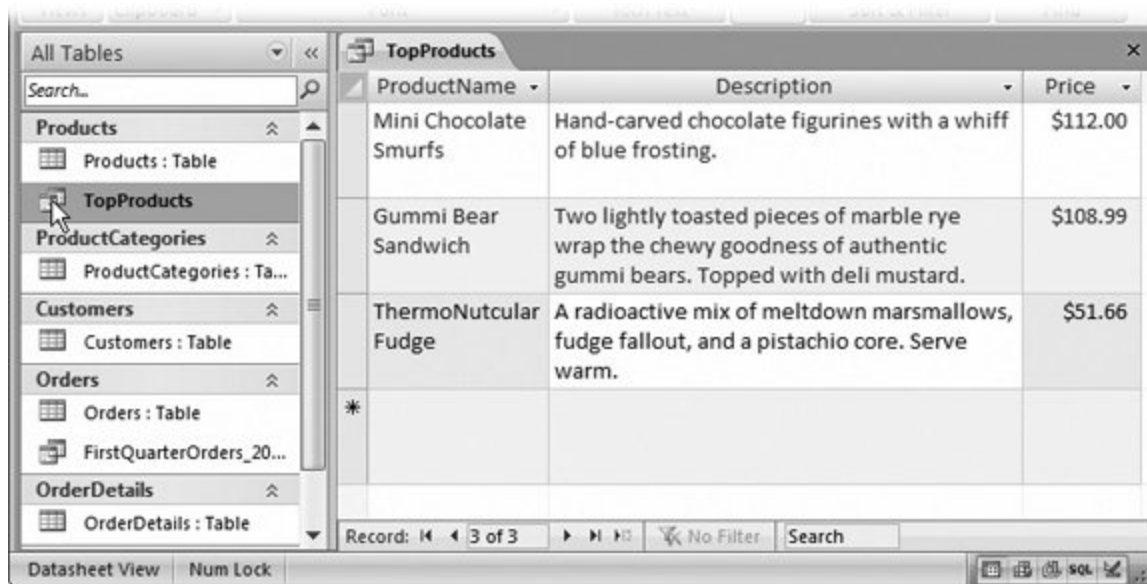 All Tables
Search...
Products
Products : Table
TopProducts
ProductCategories
ProductCategories : Ta...
Customers
Customers : Table
Orders
Orders : Table
FirstQuarterOrders_20...
OrderDetails
OrderDetails : Table
TopProducts
ProductName Description Price
Mini Chocolate
Smurfs
Hand-carved chocolate figurines with a whiff
of blue frosting.
$112.00
Gummi Bear
Sandwich
Two lightly toasted pieces of marble rye
wrap the chewy goodness of authentic
gummi bears. Topped with deli mustard.
$108.99
ThermoNutcular
Fudge
A radioactive mix of meltdown marsmallows,
fudge fallout, and a pistachio core. Serve
warm.
$51.66
Record: 3 of 3 No Filter Search
Datasheet View Num Lock SQL